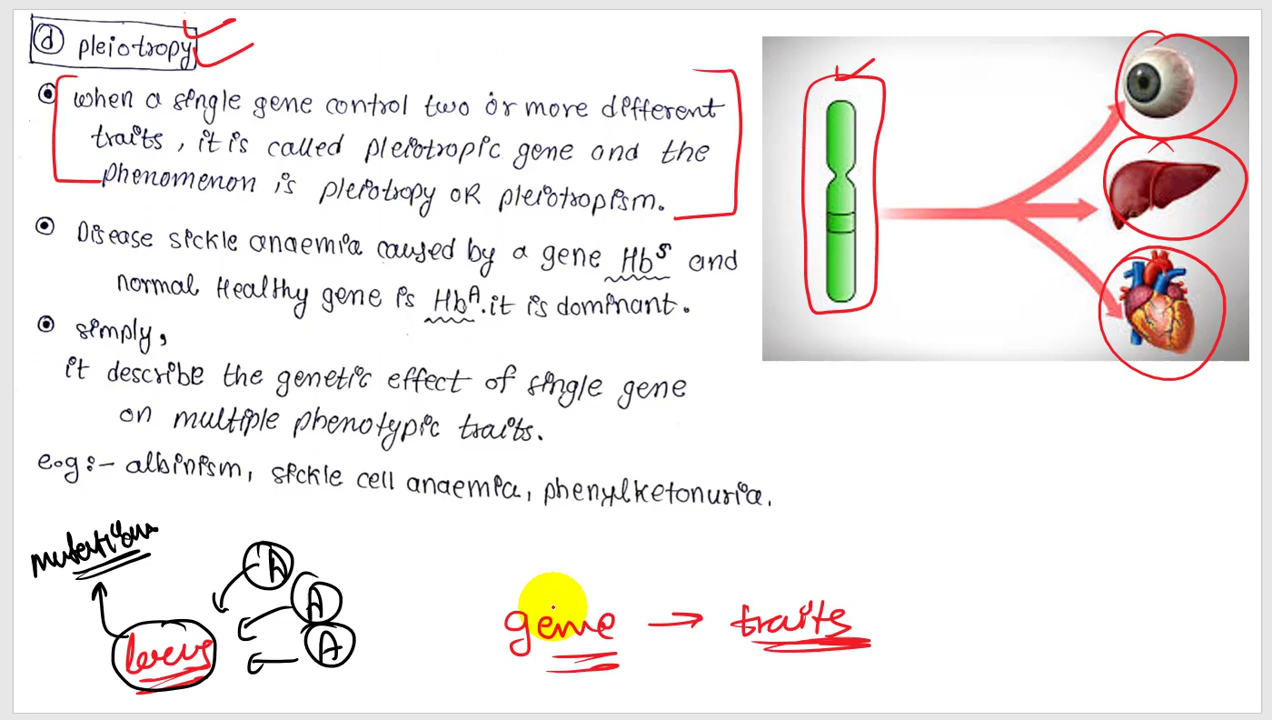 d pleiotropy
when a single gene control two or more different
traits, it is called pleiotropic gene and the
phenomenon is pleiotropy OR pleiotropism.
Disease sickle anaemia caused by a gene Hbˢ and
normal Healthy gene is Hbᴬ. it is dominant.
simply,
it describe the genetic effect of single gene
on multiple phenotypic traits.
e.g:- albinism, sickle cell anaemia, phenylketonuria.
mutations
A
A
A
locus
gene → traits